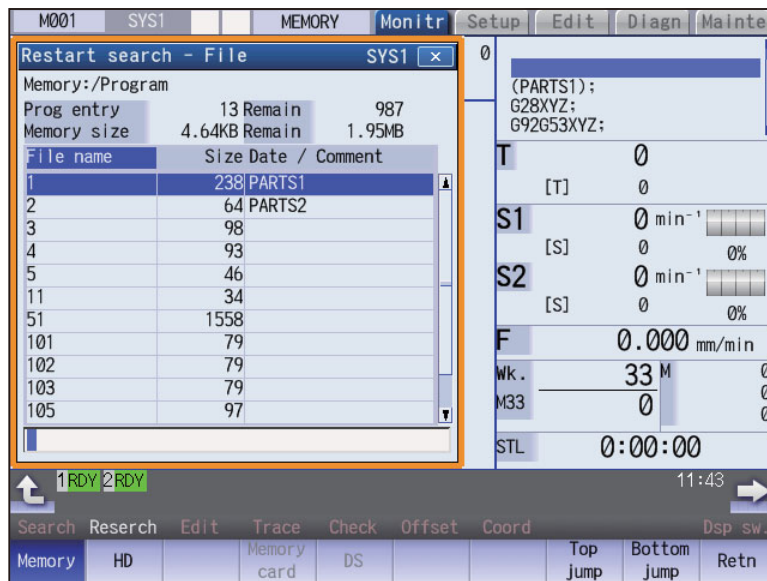 M001 SYS1 MEMORY Monitr Setup Edit Diagn Mainte
Restart search - File SYS1 ×
Memory:/Program
Prog entry 13 Remain 987
Memory size 4.64KB Remain 1.95MB
File name Size Date / Comment
1 238 PARTS1
2 64 PARTS2
3 98
4 93
5 46
11 34
51 1558
101 79
102 79
103 79
105 97
0
(PARTS1);
G28XYZ;
G92G53XYZ;
T 0
[T] 0
S1 0 min⁻¹
[S] 0 0%
S2 0 min⁻¹
[S] 0 0%
F 0.000 mm/min
Wk. 33 M
M33 0
STL 0:00:00
1RDY 2RDY 11:43
Search Reserch Edit Trace Check Offset Coord Dsp sw.
Memory HD Memory card DS Top jump Bottom jump Retn